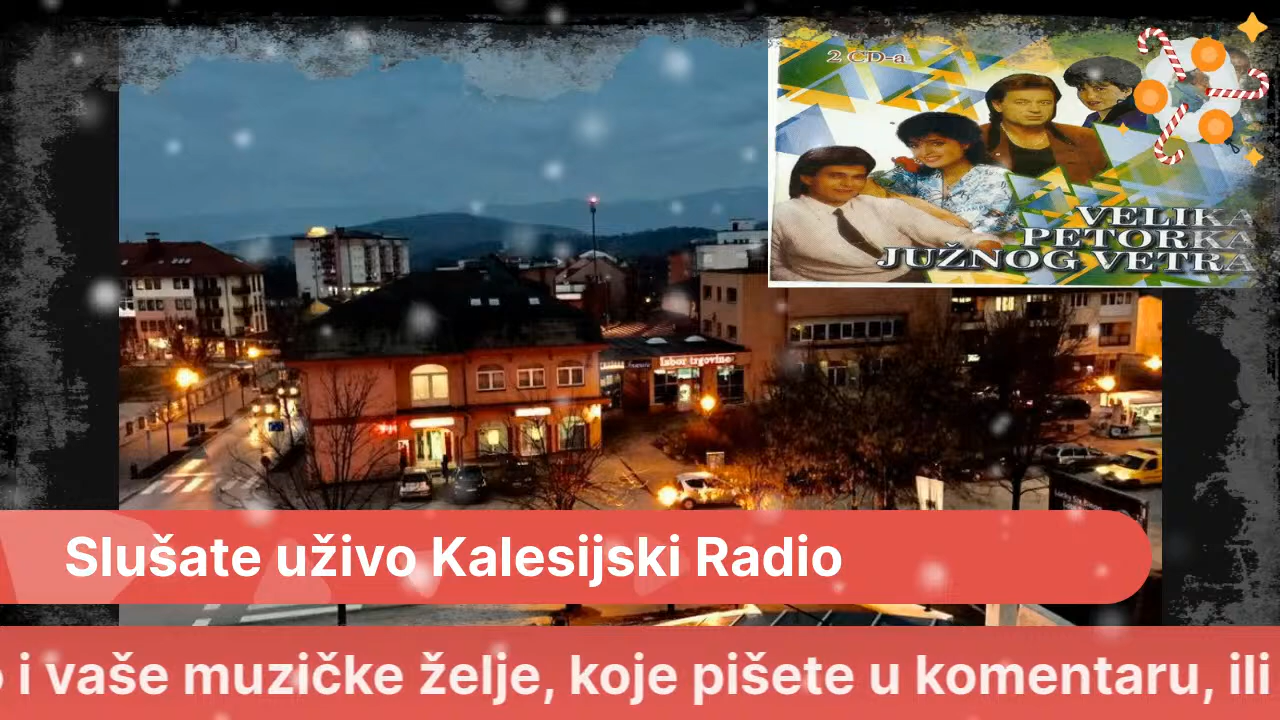 2 CD-a
VELIKA
PETORKA
JUŽNOG VETRA
Izbor trgovine
Slušate uživo Kalesijski Radio
i vaše muzičke želje, koje pišete u komentaru, ili